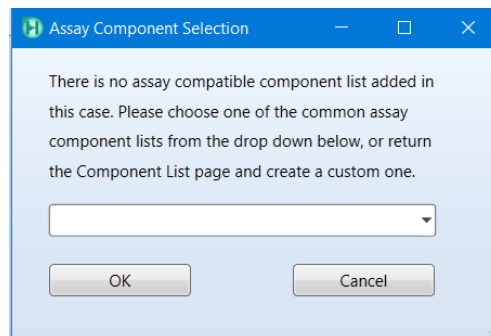 Assay Component Selection
There is no assay compatible component list added in
this case. Please choose one of the common assay
component lists from the drop down below, or return
the Component List page and create a custom one.
OK
Cancel